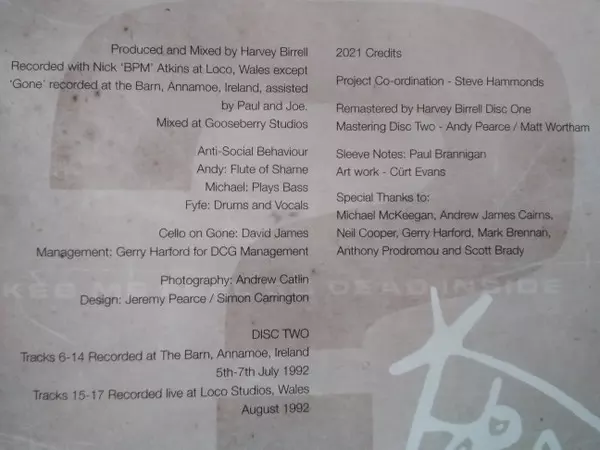 Produced and Mixed by Harvey Birrell
Recorded with Nick 'BPM' Atkins at Loco, Wales except
'Gone' recorded at the Barn, Annamoe, Ireland, assisted
by Paul and Joe.
Mixed at Gooseberry Studios
Anti-Social Behaviour
Andy: Flute of Shame
Michael: Plays Bass
Fyfe: Drums and Vocals
Cello on Gone: David James
Management: Gerry Harford for DCG Management
Photography: Andrew Catlin
Design: Jeremy Pearce / Simon Carrington
DISC TWO
Tracks 6-14 Recorded at The Barn, Annamoe, Ireland
5th-7th July 1992
Tracks 15-17 Recorded live at Loco Studios, Wales
August 1992
2021 Credits
Project Co-ordination - Steve Hammonds
Remastered by Harvey Birrell Disc One
Mastering Disc Two - Andy Pearce / Matt Wortham
Sleeve Notes: Paul Brannigan
Art work - Cürt Evans
Special Thanks to:
Michael McKeegan, Andrew James Cairns,
Neil Cooper, Gerry Harford, Mark Brennan,
Anthony Prodromou and Scott Brady
DEAD INSIDE